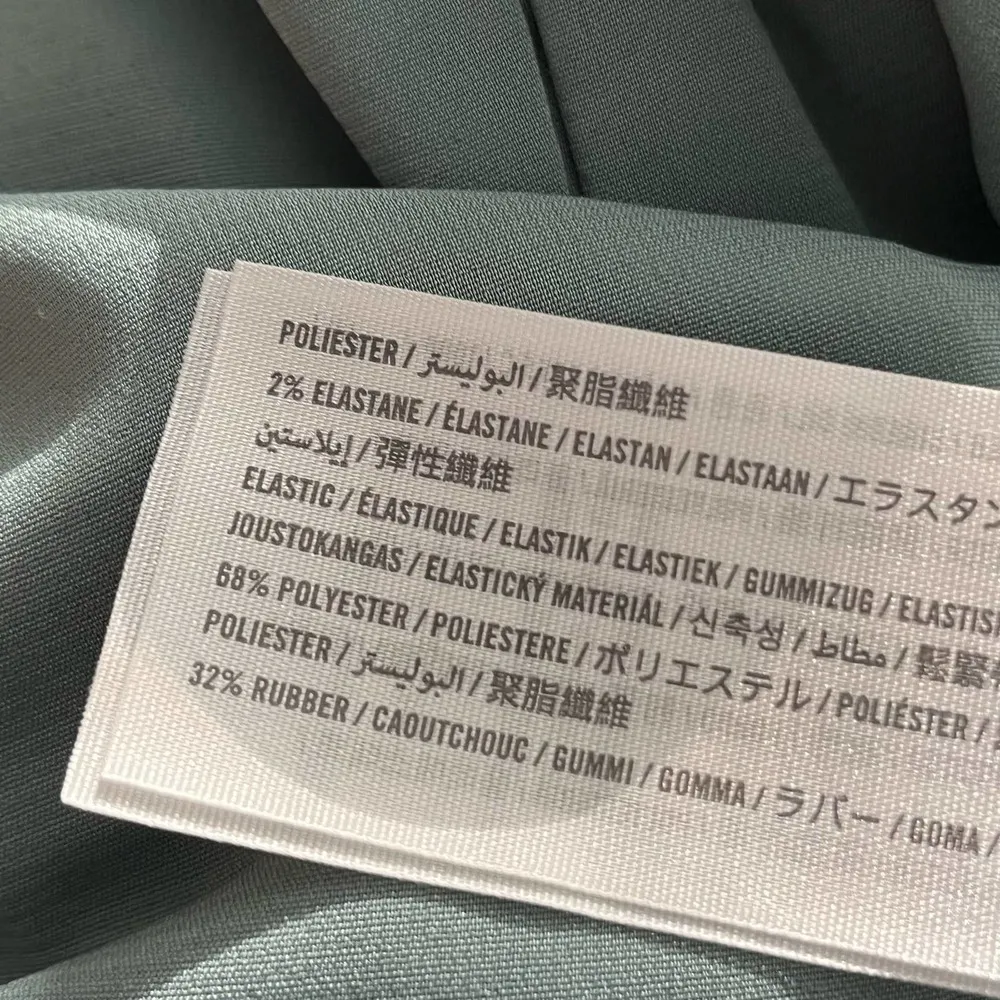 POLIESTER / البوليستر / 聚脂纖維
2% ELASTANE / ÉLASTANE / ELASTAN / ELASTAAN / エラスタン
إيلاستين / 彈性纖維
ELASTIC / ÉLASTIQUE / ELASTIK / ELASTIEK / GUMMIZUG / ELASTIS
JOUSTOKANGAS / ELASTICKÝ MATERIÁL / 신축성 / مطاط / 鬆緊
68% POLYESTER / POLIESTERE / ポリエステル / POLIÉSTER /
POLIESTER / البوليستر / 聚脂纖維
32% RUBBER / CAOUTCHOUC / GUMMI / GOMMA / ラバー / GOMA /